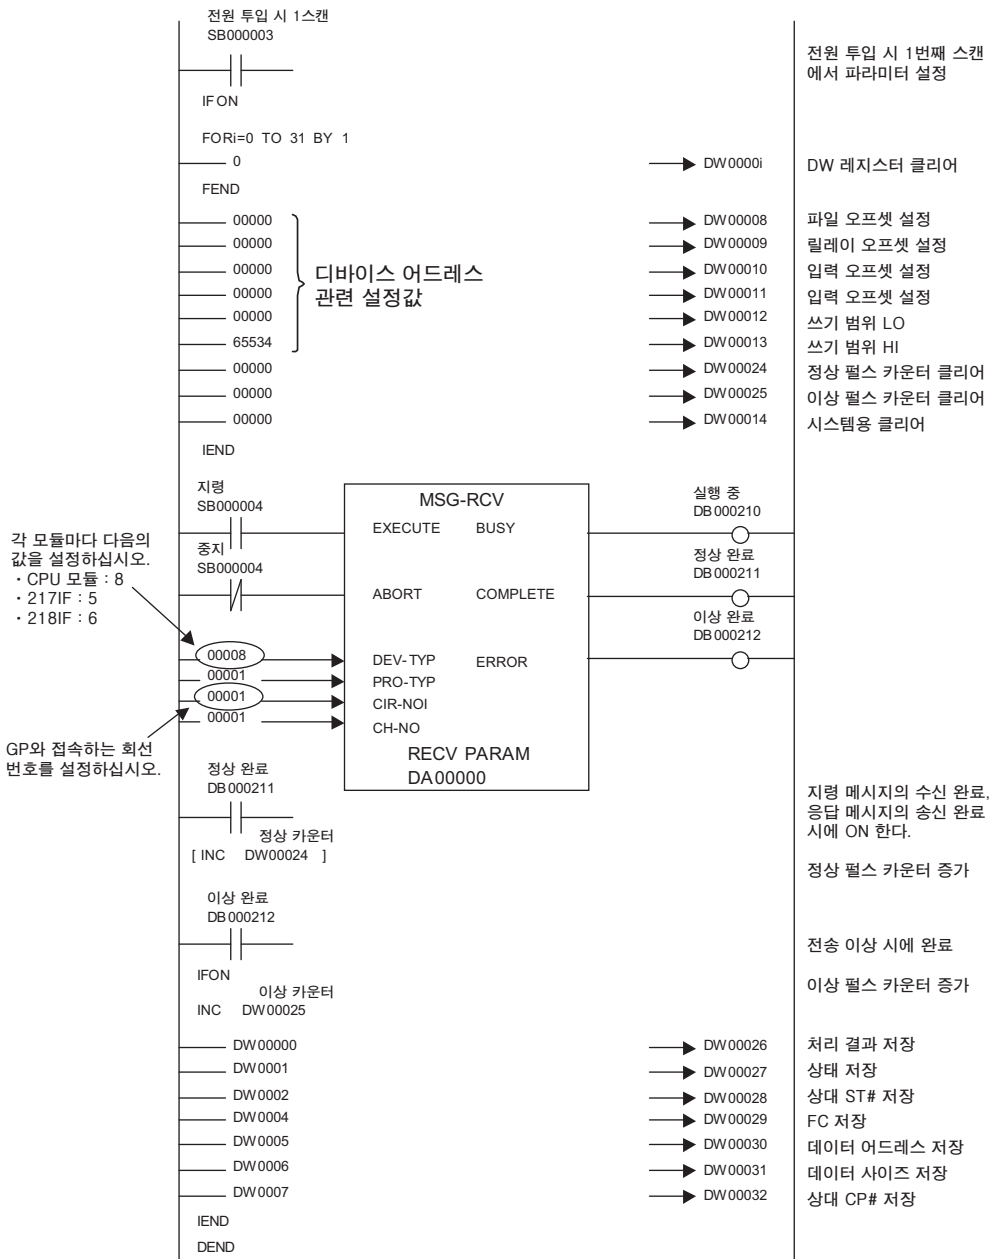 전원 투입 시 1스캔
SB000003
전원 투입 시 1번째 스캔
에서 파라미터 설정
IFON
FORi=0 TO 31 BY 1
0 DW0000i DW 레지스터 클리어
FEND
00000 DW00008 파일 오프셋 설정
00000 DW00009 릴레이 오프셋 설정
00000 DW00010 입력 오프셋 설정
00000 DW00011 입력 오프셋 설정
00000 DW00012 쓰기 범위 LO
65534 DW00013 쓰기 범위 HI
디바이스 어드레스
관련 설정값
00000 DW00024 정상 펄스 카운터 클리어
00000 DW00025 이상 펄스 카운터 클리어
00000 DW00014 시스템용 클리어
IEND
지령
SB000004
중지
SB000004
MSG-RCV
EXECUTE BUSY
ABORT COMPLETE
DEV-TYP ERROR
PRO-TYP
CIR-NOI
CH-NO
RECV PARAM
DA00000
실행 중
DB000210
정상 완료
DB000211
이상 완료
DB000212
각 모듈마다 다음의
값을 설정하십시오.
・CPU 모듈 : 8
・217IF : 5
・218IF : 6
00008
00001
00001
00001
GP와 접속하는 회선
번호를 설정하십시오.
정상 완료
DB000211
지령 메시지의 수신 완료,
응답 메시지의 송신 완료
시에 ON 한다.
정상 카운터
[ INC DW00024 ]
정상 펄스 카운터 증가
이상 완료
DB000212
전송 이상 시에 완료
IFON
이상 카운터
INC DW00025
이상 펄스 카운터 증가
DW00000 DW00026 처리 결과 저장
DW0001 DW00027 상태 저장
DW0002 DW00028 상대 ST# 저장
DW0004 DW00029 FC 저장
DW0005 DW00030 데이터 어드레스 저장
DW0006 DW00031 데이터 사이즈 저장
DW0007 DW00032 상대 CP# 저장
IEND
DEND